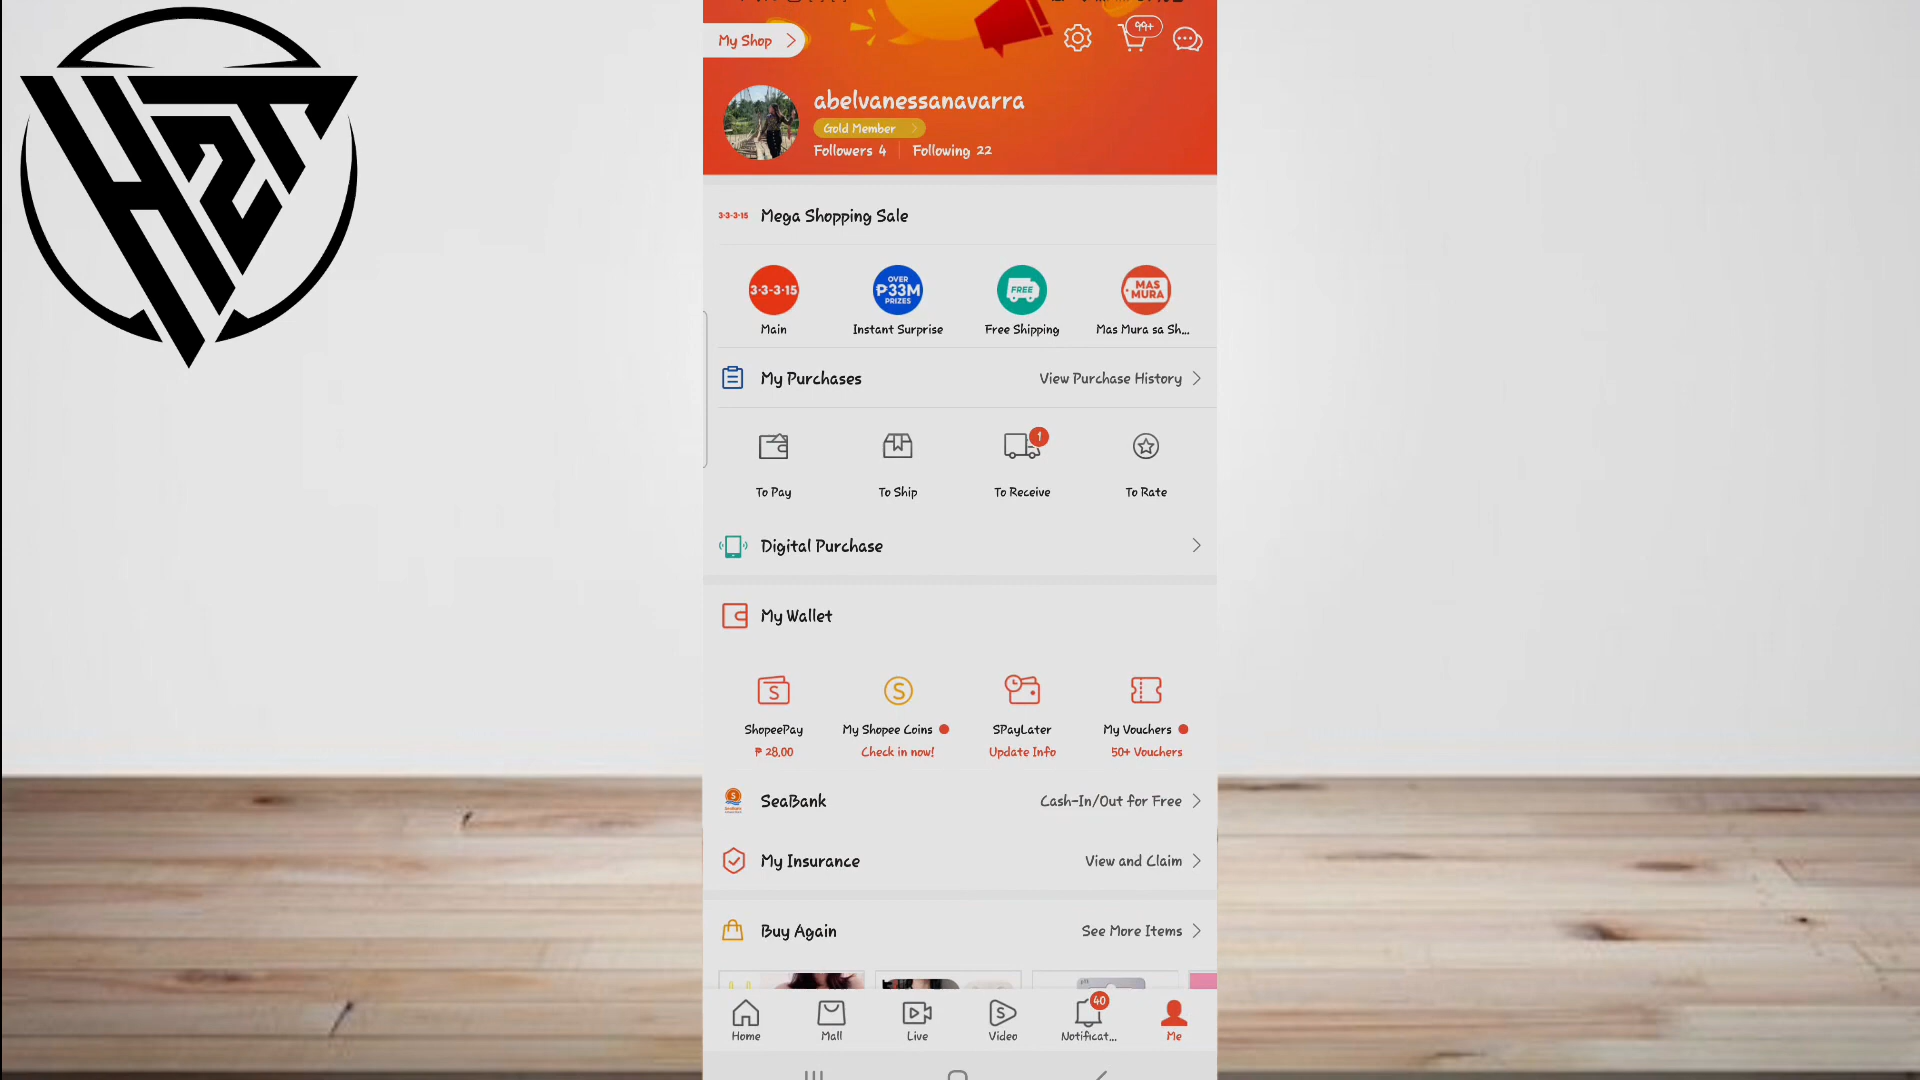 H2T
My Shop
99+
abelvanessanavarra
Gold Member
Followers 4
Following 22
3·3-3·15 Mega Shopping Sale
3·3-3·15
OVER
₱33M
PRIZES
FREE
MAS
MURA
Main
Instant Surprise
Free Shipping
Mas Mura sa Sh...
My Purchases
View Purchase History
1
To Pay
To Ship
To Receive
To Rate
Digital Purchase
My Wallet
ShopeePay
My Shopee Coins
SPayLater
My Vouchers
₱ 28.00
Check in now!
Update Info
50+ Vouchers
SeaBank
Cash-In/Out for Free
My Insurance
View and Claim
Buy Again
See More Items
40
Home
Mall
Live
Video
Notificat...
Me